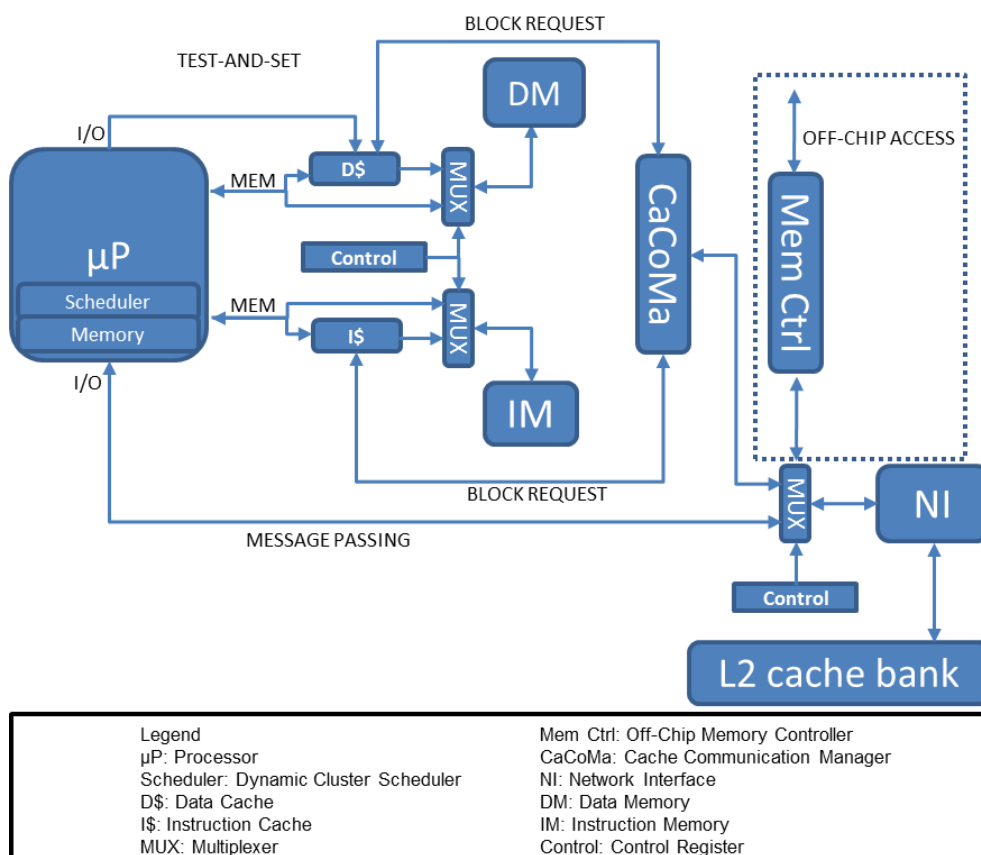 BLOCK REQUEST
TEST-AND-SET
DM
I/O
OFF-CHIP ACCESS
D$
MUX
MEM
CaCoMa
Mem Ctrl
µP
Control
Scheduler
MEM
MUX
Memory
I$
I/O
IM
BLOCK REQUEST
MUX
NI
MESSAGE PASSING
Control
L2 cache bank
Legend
µP: Processor
Scheduler: Dynamic Cluster Scheduler
D$: Data Cache
I$: Instruction Cache
MUX: Multiplexer
Mem Ctrl: Off-Chip Memory Controller
CaCoMa: Cache Communication Manager
NI: Network Interface
DM: Data Memory
IM: Instruction Memory
Control: Control Register